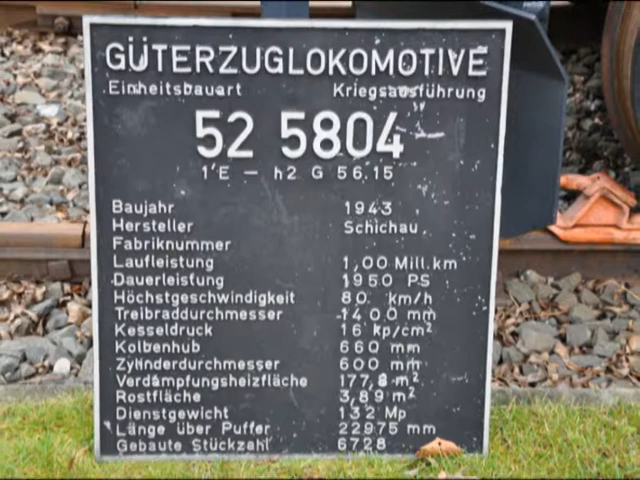 GÜTERZUGLOKOMOTIVE
Einheitsbauart Kriegsausführung
52 5804
1'E – h2 G 56.15
Baujahr 1943
Hersteller Schichau
Fabriknummer
Laufleistung 1,00 Mill. km
Dauerleistung 1950 PS
Höchstgeschwindigkeit 80 km/h
Treibraddurchmesser 1400 mm
Kesseldruck 16 kp/cm²
Kolbenhub 660 mm
Zylinderdurchmesser 600 mm
Verdampfungsheizfläche 177,8 m²
Rostfläche 3,89 m²
Dienstgewicht 132 Mp
Länge über Puffer 22975 mm
Gebaute Stückzahl 6728